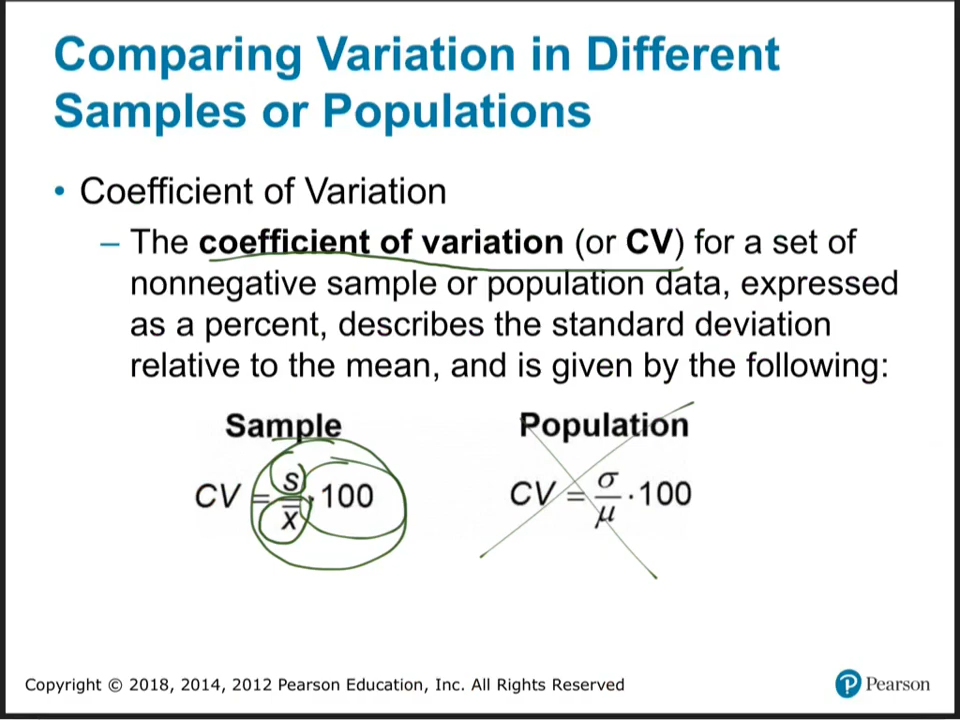 Comparing Variation in Different
Samples or Populations
• Coefficient of Variation
– The coefficient of variation (or CV) for a set of
nonnegative sample or population data, expressed
as a percent, describes the standard deviation
relative to the mean, and is given by the following:
Sample Population
CV = s/x̄ · 100 CV = σ/μ · 100
Copyright © 2018, 2014, 2012 Pearson Education, Inc. All Rights Reserved
P Pearson